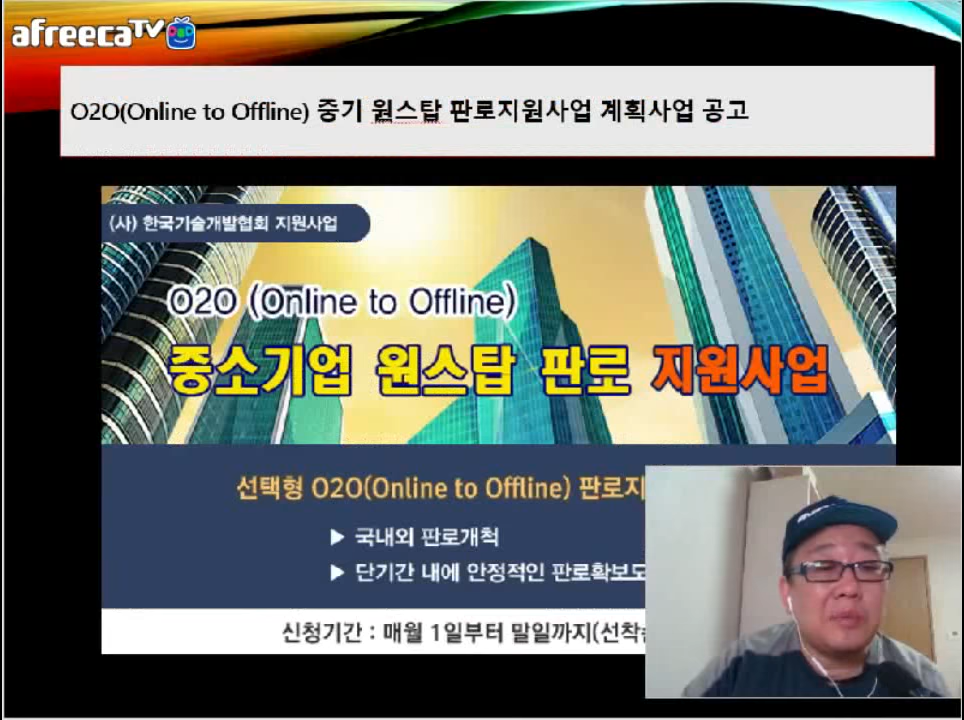 afreecaTV
O2O(Online to Offline) 중기 원스탑 판로지원사업 계획사업 공고
(사) 한국기술개발협회 지원사업
O2O (Online to Offline)
중소기업 원스탑 판로 지원사업
선택형 O2O(Online to Offline) 판로지
▶ 국내외 판로개척
▶ 단기간 내에 안정적인 판로확보도
신청기간 : 매월 1일부터 말일까지(선착